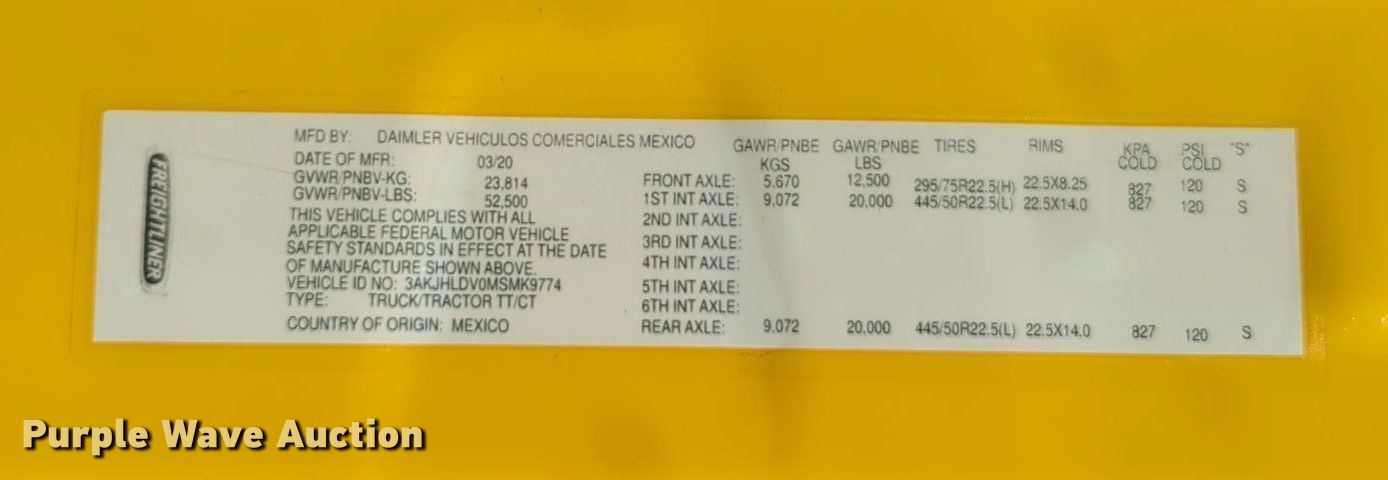 FREIGHTLINER
MFD BY: DAIMLER VEHICULOS COMERCIALES MEXICO
DATE OF MFR: 03/20
GVWR/PNBV-KG: 23,814
GVWR/PNBV-LBS: 52,500
THIS VEHICLE COMPLIES WITH ALL
APPLICABLE FEDERAL MOTOR VEHICLE
SAFETY STANDARDS IN EFFECT AT THE DATE
OF MANUFACTURE SHOWN ABOVE.
VEHICLE ID NO: 3AKJHLDV0MSMK9774
TYPE: TRUCK/TRACTOR TT/CT
COUNTRY OF ORIGIN: MEXICO
GAWR/PNBE GAWR/PNBE TIRES RIMS KPA PSI "S"
KGS LBS COLD COLD
FRONT AXLE: 5,670 12,500 295/75R22.5(H) 22.5X8.25 827 120 S
1ST INT AXLE: 9,072 20,000 445/50R22.5(L) 22.5X14.0 827 120 S
2ND INT AXLE:
3RD INT AXLE:
4TH INT AXLE:
5TH INT AXLE:
6TH INT AXLE:
REAR AXLE: 9,072 20,000 445/50R22.5(L) 22.5X14.0 827 120 S
Purple Wave Auction